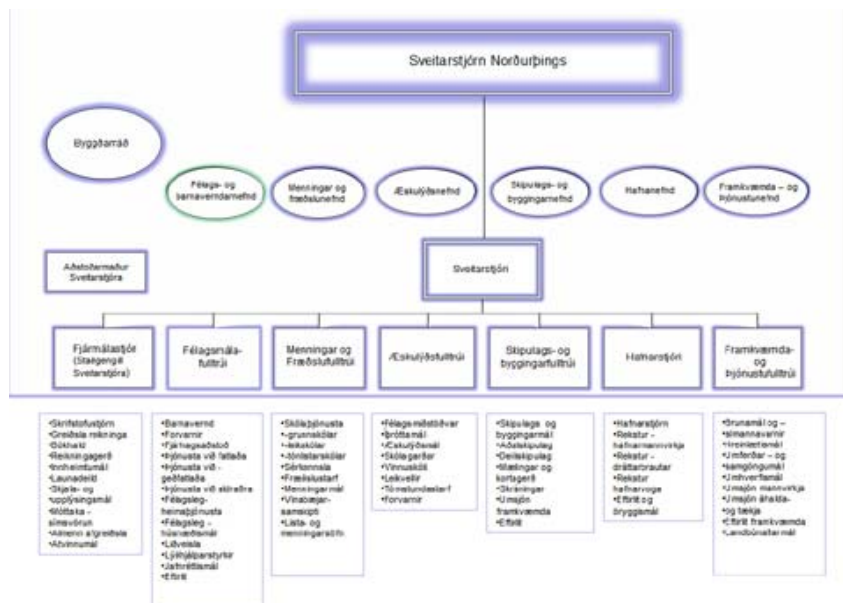 Sveitarstjórn Norðurþings
Byggðarráð
Félags- og
barnaverndarnefnd
Menningar og
fræðslunefnd
Æskulýðsnefnd
Skipulags- og
byggingarnefnd
Hafnanefnd
Framkvæmda – og
Þjónustunefnd
Aðstoðarmaður
Sveitarstjóra
Sveitarstjóri
Fjármálastjór
(Staðgengill
Sveitarstjóra)
Félagsmála-
fulltrúi
Menningar og
Fræðslufulltrúi
Æskulýðsfulltrúi
Skipulags- og
byggingarfulltrúi
Hafnarstjóri
Framkvæmda-
og
Þjónustufulltrúi
•Skrifstofustjórn
•Greiðsla reikninga
•Bókhald
•Reikningagerð
•Innheimtumál
•Launadeild
•Skjala- og
upplýsingamál
•Móttaka -
símsvörun
•Almenn afgreiðsla
•Atvinnumál
•Barnavernd
•Forvarnir
•Fjárhagsaðstoð
•Þjónusta við fatlaða
•Þjónusta við -
geðfatlaða
•Þjónusta við aldraðra
•Félagsleg-
heimaþjónusta
•Félagsleg –
húsnæðismál
•Liðveisla
•Jafnréttismál
•Eftirlit
•Skólaþjónusta
-grunnskólar
-leikskólar
-tónlistarskólar
•Sérkennsla
•Fræðslustarf
•Menningarmál
•Vinabæjar-
samskipti
•Lista- og
menningarstofn.
•Félagsmiðstöðvar
•Íþróttamál
•Æskulýðsmál
•Skólagarðar
•Vinnuskóli
•Leikvellir
•Tómstundastarf
•Forvarnir
•Skipulags og
byggingarmál
•Aðalskipulag
•Deiliskipulag
•Mælingar og
kortagerð
•Skráningar
•Umsjón
framkvæmda
•Eftirlit
•Hafnarstjórn
•Rekstur -
hafnarmannvirkja
•Rekstur -
dráttarbrautar
•Rekstur
hafnarvoga
•Eftirlit og
bryggismál
•Brunamál og –
almannavarnir
•Hreinlætismál
•Umferðar – og
samgöngumál
•Umhverfismál
•Umsjón mannvirkja
•Umsjón áhalda-
og tækja
•Eftirlit framkvæmda
•Landbúnaðarmál